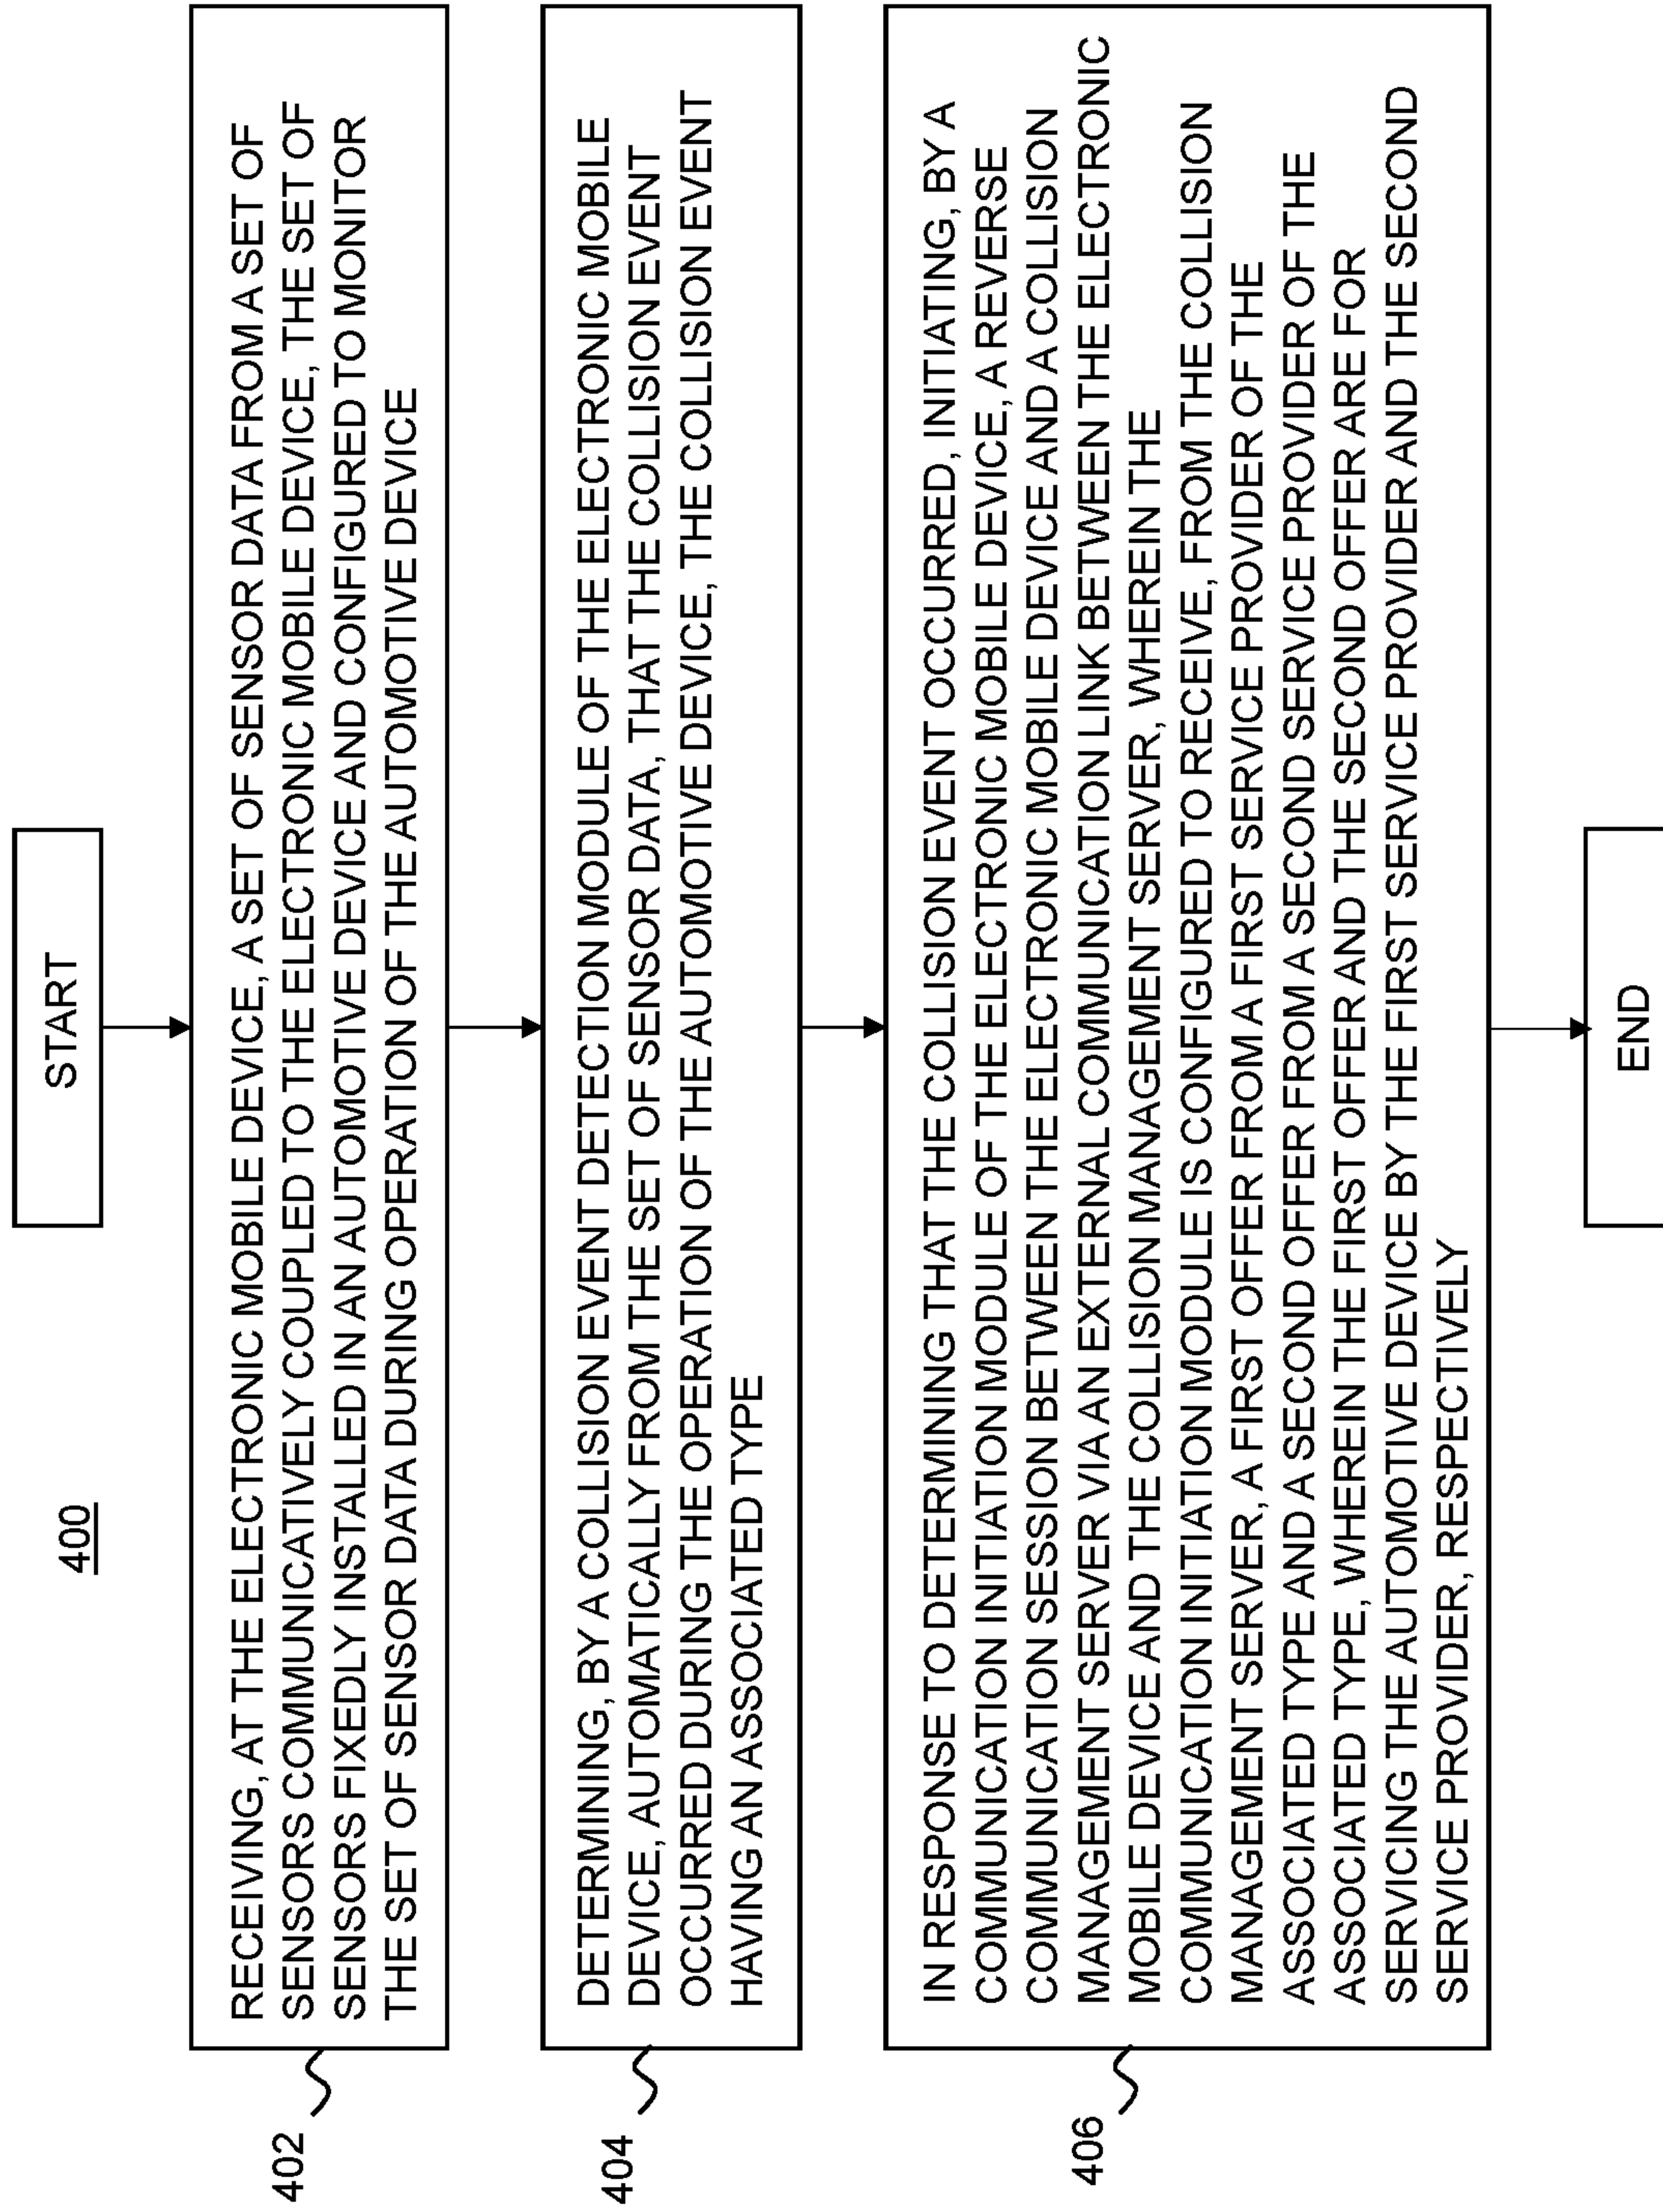 400
START
402
RECEIVING, AT THE ELECTRONIC MOBILE DEVICE, A SET OF SENSOR DATA FROM A SET OF
SENSORS COMMUNICATIVELY COUPLED TO THE ELECTRONIC MOBILE DEVICE, THE SET OF
SENSORS FIXEDLY INSTALLED IN AN AUTOMOTIVE DEVICE AND CONFIGURED TO MONITOR
THE SET OF SENSOR DATA DURING OPERATION OF THE AUTOMOTIVE DEVICE
404
DETERMINING, BY A COLLISION EVENT DETECTION MODULE OF THE ELECTRONIC MOBILE
DEVICE, AUTOMATICALLY FROM THE SET OF SENSOR DATA, THAT THE COLLISION EVENT
OCCURRED DURING THE OPERATION OF THE AUTOMOTIVE DEVICE, THE COLLISION EVENT
HAVING AN ASSOCIATED TYPE
406
IN RESPONSE TO DETERMINING THAT THE COLLISION EVENT OCCURRED, INITIATING, BY A
COMMUNICATION INITIATION MODULE OF THE ELECTRONIC MOBILE DEVICE, A REVERSE
COMMUNICATION SESSION BETWEEN THE ELECTRONIC MOBILE DEVICE AND A COLLISION
MANAGEMENT SERVER VIA AN EXTERNAL COMMUNICATION LINK BETWEEN THE ELECTRONIC
MOBILE DEVICE AND THE COLLISION MANAGEMENT SERVER, WHEREIN THE
COMMUNICATION INITIATION MODULE IS CONFIGURED TO RECEIVE, FROM THE COLLISION
MANAGEMENT SERVER, A FIRST OFFER FROM A FIRST SERVICE PROVIDER OF THE
ASSOCIATED TYPE AND A SECOND OFFER FROM A SECOND SERVICE PROVIDER OF THE
ASSOCIATED TYPE, WHEREIN THE FIRST OFFER AND THE SECOND OFFER ARE FOR
SERVICING THE AUTOMOTIVE DEVICE BY THE FIRST SERVICE PROVIDER AND THE SECOND
SERVICE PROVIDER, RESPECTIVELY
END